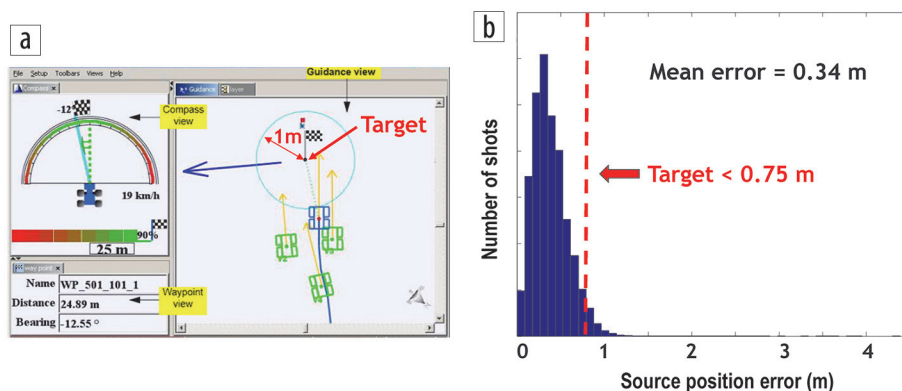 a
File Setup Toolbars Views Help
Guidance view
Compass
Guidance
layer
-12°
Compass
view
1m
Target
19 km/h
90%
25 m
way point
Name WP_501_101_1
Distance 24.89 m
Waypoint
view
Bearing -12.55 °
b
Mean error = 0.34 m
Target < 0.75 m
Number of shots
0 1 2 3 4
Source position error (m)